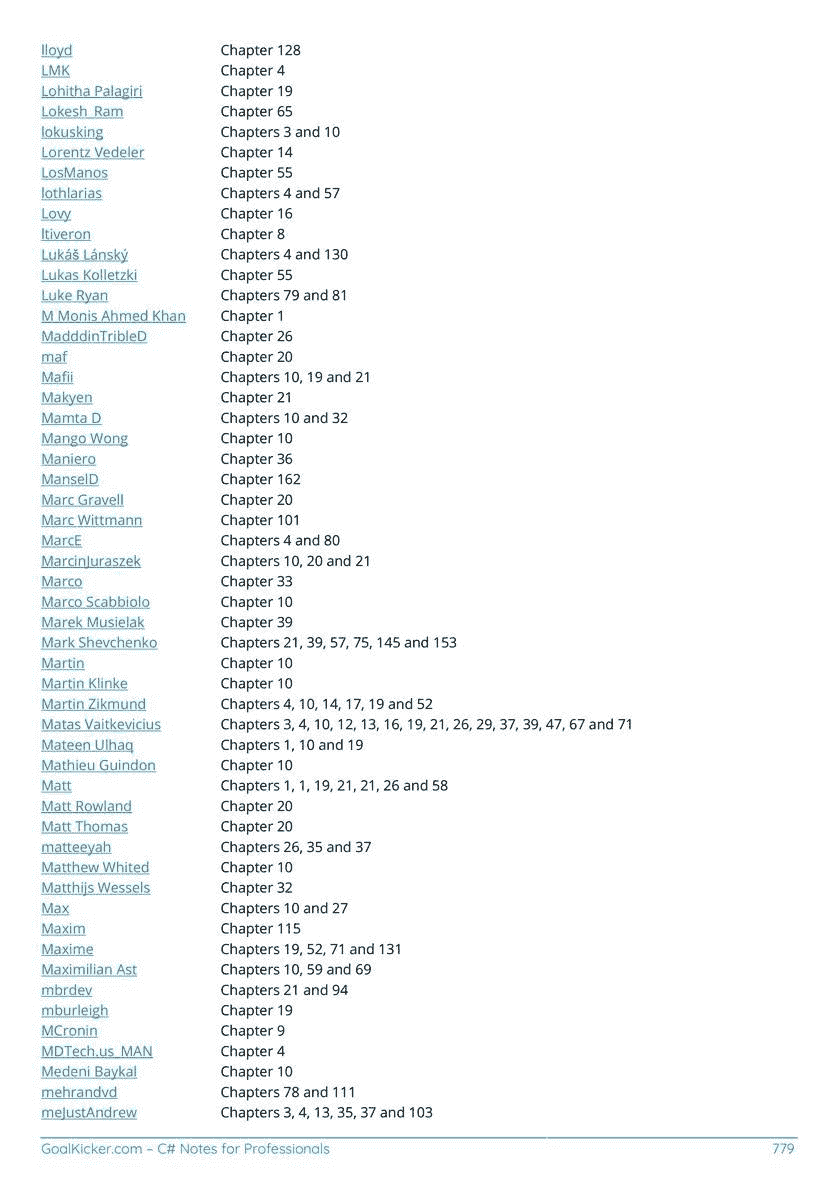 lloyd Chapter 128
LMK Chapter 4
Lohitha Palagiri Chapter 19
Lokesh_Ram Chapter 65
lokusking Chapters 3 and 10
Lorentz Vedeler Chapter 14
LosManos Chapter 55
lothlarias Chapters 4 and 57
Lovy Chapter 16
ltiveron Chapter 8
Lukáš Lánský Chapters 4 and 130
Lukas Kolletzki Chapter 55
Luke Ryan Chapters 79 and 81
M Monis Ahmed Khan Chapter 1
MadddinTribleD Chapter 26
maf Chapter 20
Mafii Chapters 10, 19 and 21
Makyen Chapter 21
Mamta D Chapters 10 and 32
Mango Wong Chapter 10
Maniero Chapter 36
ManselD Chapter 162
Marc Gravell Chapter 20
Marc Wittmann Chapter 101
MarcE Chapters 4 and 80
MarcinJuraszek Chapters 10, 20 and 21
Marco Chapter 33
Marco Scabbiolo Chapter 10
Marek Musielak Chapter 39
Mark Shevchenko Chapters 21, 39, 57, 75, 145 and 153
Martin Chapter 10
Martin Klinke Chapter 10
Martin Zikmund Chapters 4, 10, 14, 17, 19 and 52
Matas Vaitkevicius Chapters 3, 4, 10, 12, 13, 16, 19, 21, 26, 29, 37, 39, 47, 67 and 71
Mateen Ulhaq Chapters 1, 10 and 19
Mathieu Guindon Chapter 10
Matt Chapters 1, 1, 19, 21, 21, 26 and 58
Matt Rowland Chapter 20
Matt Thomas Chapter 20
matteeyah Chapters 26, 35 and 37
Matthew Whited Chapter 10
Matthijs Wessels Chapter 32
Max Chapters 10 and 27
Maxim Chapter 115
Maxime Chapters 19, 52, 71 and 131
Maximilian Ast Chapters 10, 59 and 69
mbrdev Chapters 21 and 94
mburleigh Chapter 19
MCronin Chapter 9
MDTech.us_MAN Chapter 4
Medeni Baykal Chapter 10
mehrandvd Chapters 78 and 111
meJustAndrew Chapters 3, 4, 13, 35, 37 and 103
GoalKicker.com – C# Notes for Professionals 779